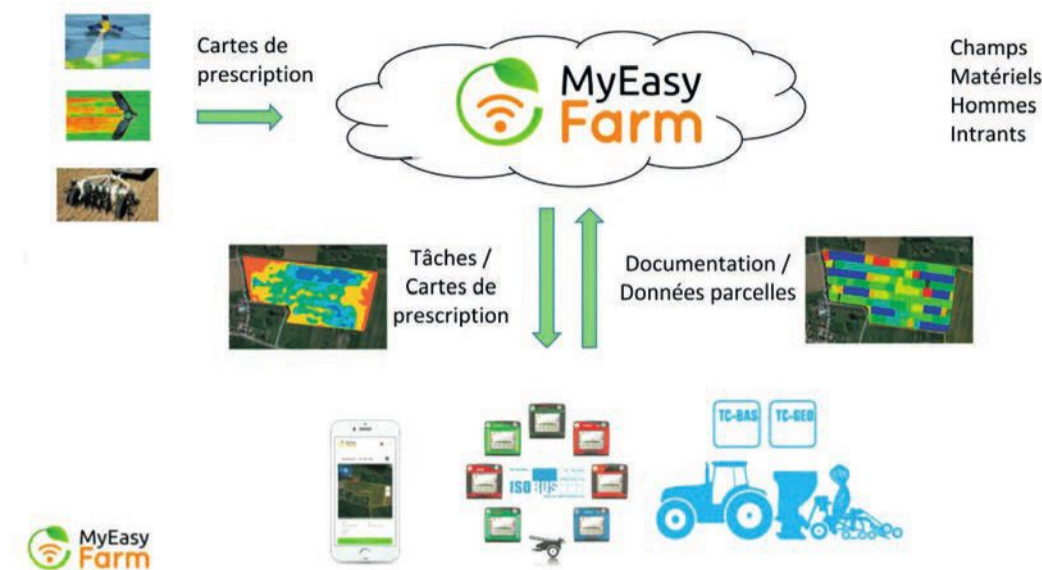 Cartes de
prescription
MyEasy
Farm
Champs
Matériels
Hommes
Intrants
Tâches /
Cartes de
prescription
Documentation /
Données parcelles
TC-BAS
TC-GEO
ISOBUS
MyEasy
Farm